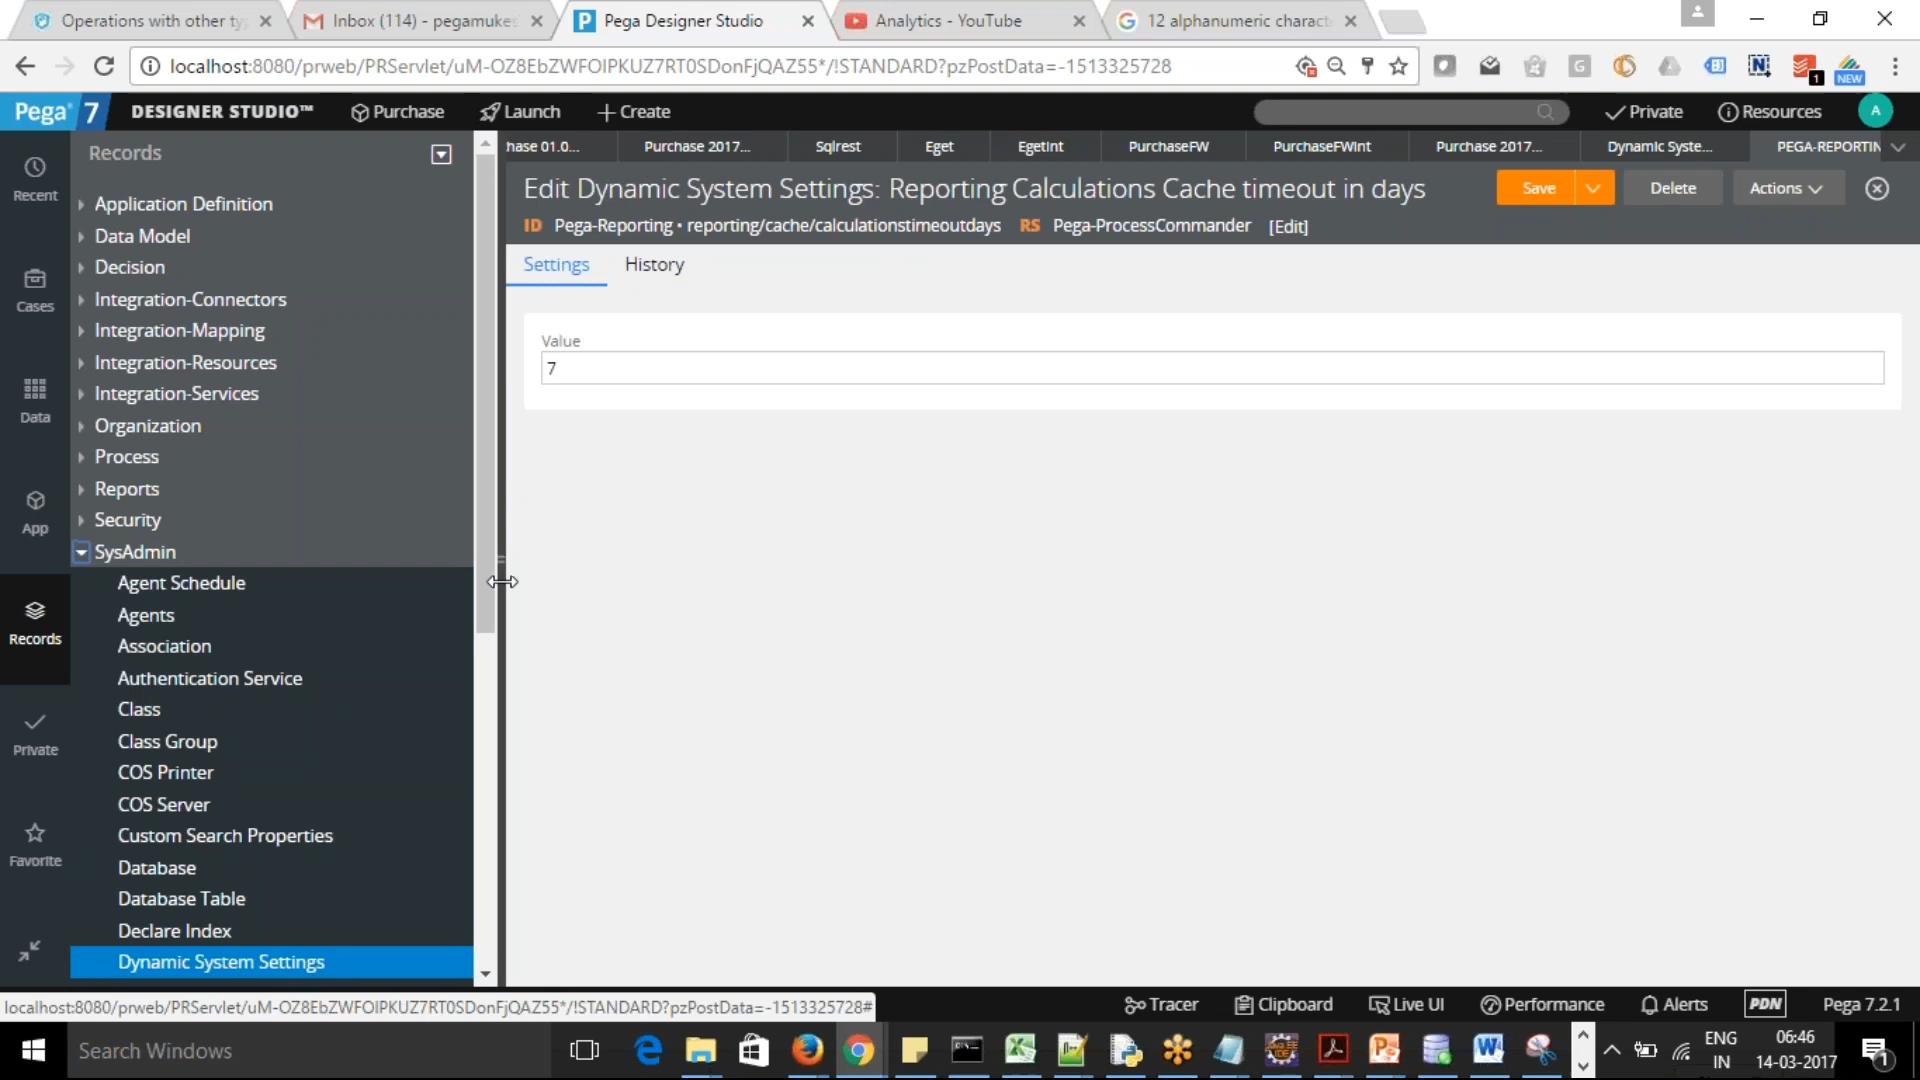 Operations with other ty
Inbox (114) - pegamukes
Pega Designer Studio
Analytics - YouTube
12 alphanumeric charact
localhost:8080/prweb/PRServlet/uM-OZ8EbZWFOIPKUZ7RT0SDonFjQAZ55*/!STANDARD?pzPostData=-1513325728
1
NEW
Pega 7 DESIGNER STUDIO™ Purchase Launch + Create Private Resources A
hase 01.0... Purchase 2017... Sqlrest Eget EgetInt PurchaseFW PurchaseFWInt Purchase 2017... Dynamic Syste... PEGA-REPORTIN
Recent
Cases
Data
App
Records
Private
Favorite
Records
Application Definition
Data Model
Decision
Integration-Connectors
Integration-Mapping
Integration-Resources
Integration-Services
Organization
Process
Reports
Security
SysAdmin
Agent Schedule
Agents
Association
Authentication Service
Class
Class Group
COS Printer
COS Server
Custom Search Properties
Database
Database Table
Declare Index
Dynamic System Settings
Edit Dynamic System Settings: Reporting Calculations Cache timeout in days
Save Delete Actions
ID Pega-Reporting • reporting/cache/calculationstimeoutdays RS Pega-ProcessCommander [Edit]
Settings History
Value
7
localhost:8080/prweb/PRServlet/uM-OZ8EbZWFOIPKUZ7RT0SDonFjQAZ55*/!STANDARD?pzPostData=-1513325728#
Tracer Clipboard Live UI Performance Alerts PDN Pega 7.2.1
Search Windows
ENG
IN
06:46
14-03-2017
1